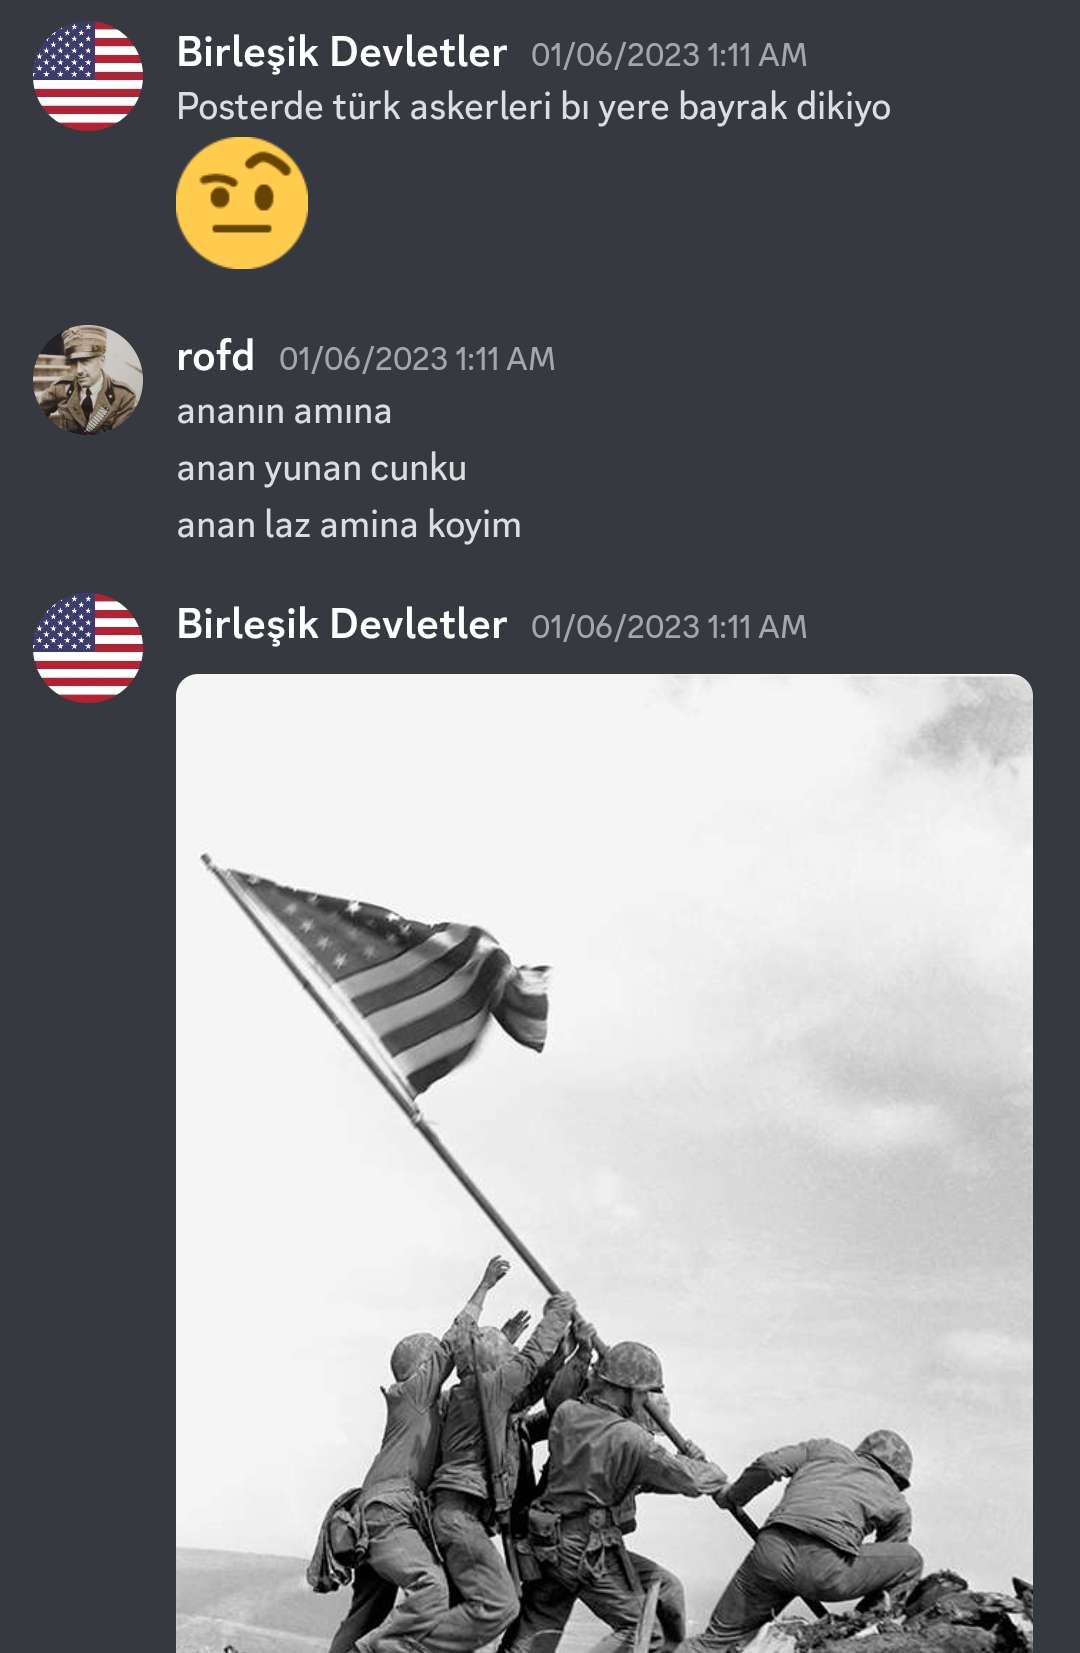 Birleşik Devletler 01/06/2023 1:11 AM
Posterde türk askerleri bı yere bayrak dikiyo
rofd 01/06/2023 1:11 AM
ananın amına
anan yunan cunku
anan laz amina koyim
Birleşik Devletler 01/06/2023 1:11 AM